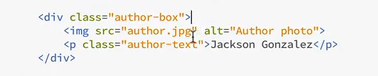 <div class="author-box">
<img src="author.jpg" alt="Author photo">
<p class="author-text">Jackson Gonzalez</p>
</div>